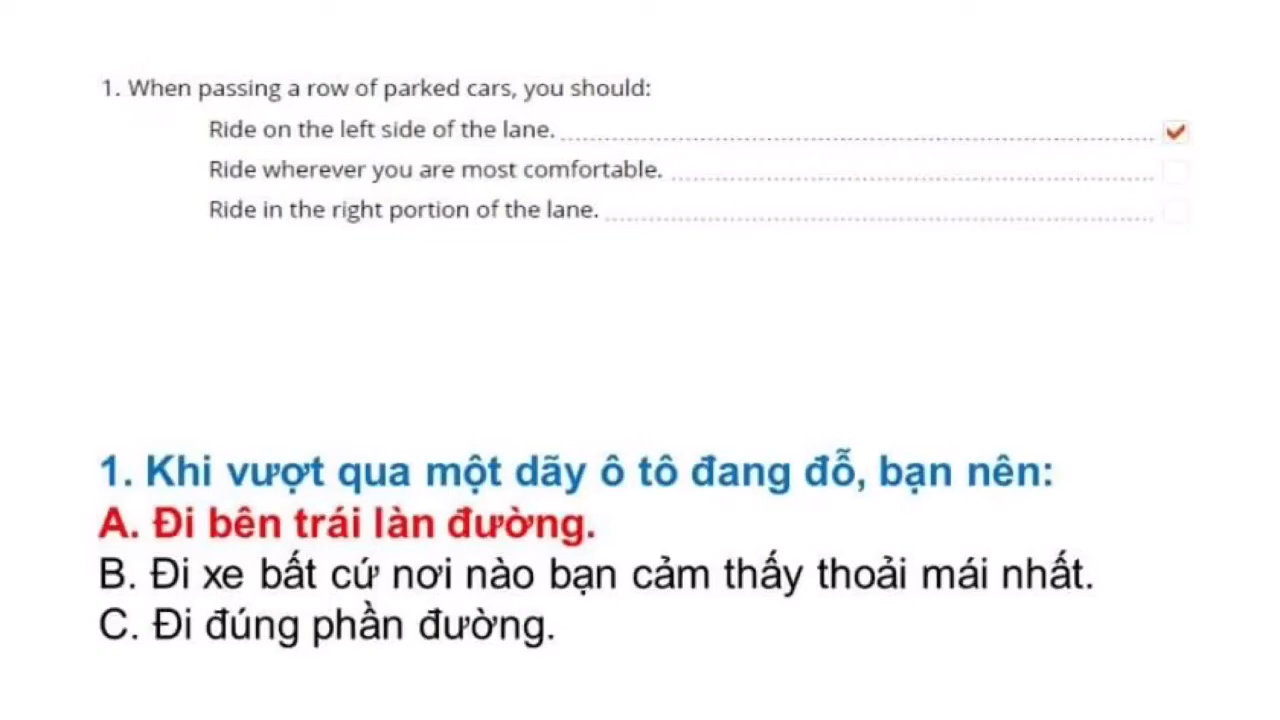 1. When passing a row of parked cars, you should:
Ride on the left side of the lane.
Ride wherever you are most comfortable.
Ride in the right portion of the lane.
1. Khi vượt qua một dãy ô tô đang đỗ, bạn nên:
A. Đi bên trái làn đường.
B. Đi xe bất cứ nơi nào bạn cảm thấy thoải mái nhất.
C. Đi đúng phần đường.